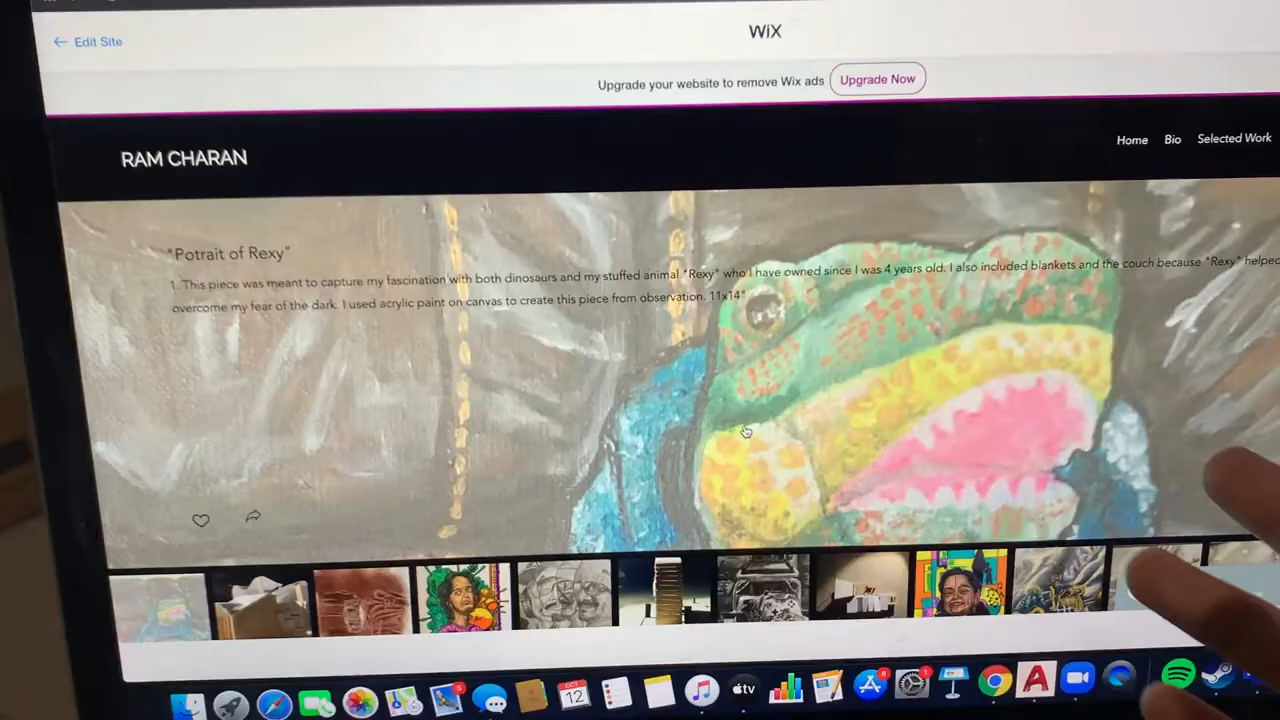 ← Edit Site
WiX
Upgrade your website to remove Wix ads Upgrade Now
RAM CHARAN
Home Bio Selected Work
"Potrait of Rexy"
1. This piece was meant to capture my fascination with both dinosaurs and my stuffed animal "Rexy" who I have owned since I was 4 years old. I also included blankets and the couch because "Rexy" helped
overcome my fear of the dark. I used acrylic paint on canvas to create this piece from observation. 11x14"
OCT
12
tv